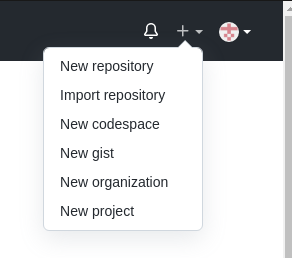 New repository
Import repository
New codespace
New gist
New organization
New project